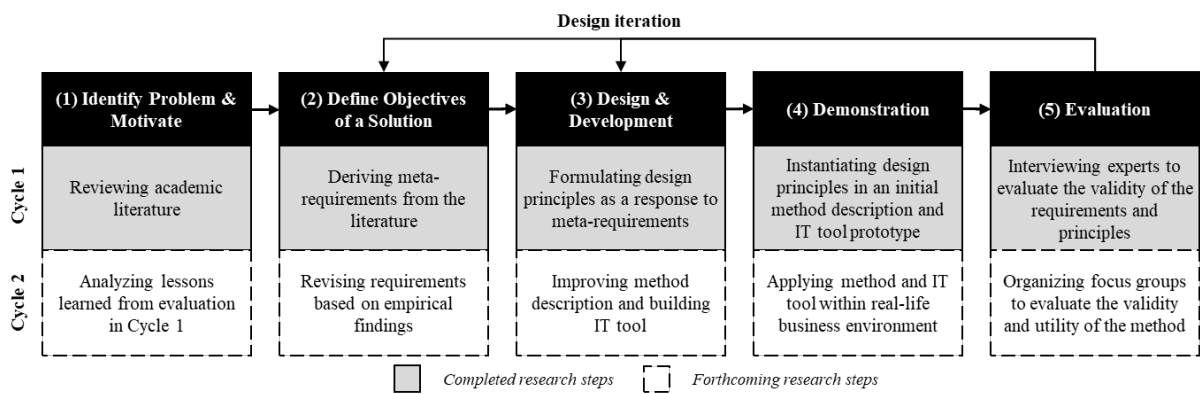 Design iteration
(1) Identify Problem &
Motivate
(2) Define Objectives
of a Solution
(3) Design &
Development
(4) Demonstration
(5) Evaluation
Cycle 1
Reviewing academic
literature
Deriving meta-
requirements from the
literature
Formulating design
principles as a response to
meta-requirements
Instantiating design
principles in an initial
method description and
IT tool prototype
Interviewing experts to
evaluate the validity of the
requirements and
principles
Cycle 2
Analyzing lessons
learned from evaluation
in Cycle 1
Revising requirements
based on empirical
findings
Improving method
description and building
IT tool
Applying method and IT
tool within real-life
business environment
Organizing focus groups
to evaluate the validity
and utility of the method
Completed research steps
Forthcoming research steps